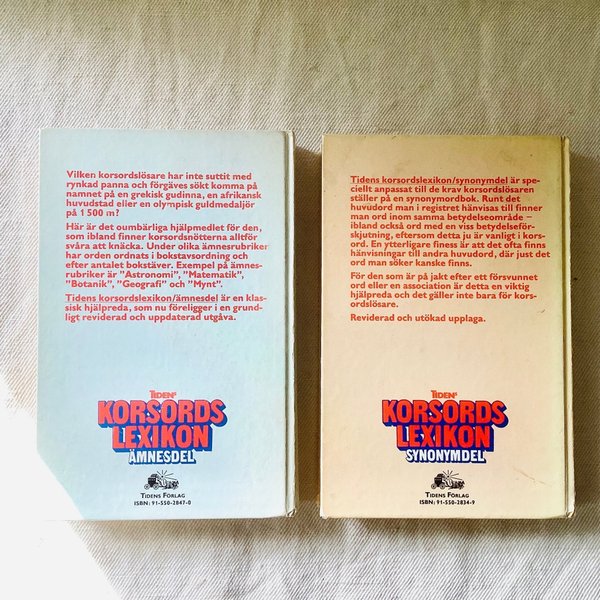 Vilken korsordslösare har inte suttit med
rynkad panna och förgäves sökt komma på
namnet på en grekisk gudinna, en afrikansk
huvudstad eller en olympisk guldmedaljör
på 1 500 m?
Här är det oumbärliga hjälpmedlet för den,
som ibland finner korsordsnötterna alltför
svåra att knäcka. Under olika ämnesrubriker
har orden ordnats i bokstavsordning och
efter antalet bokstäver. Exempel på ämnes-
rubriker är ”Astronomi”, ”Matematik”,
”Botanik”, ”Geografi” och ”Mynt”.
Tidens korsordslexikon/ämnesdel är en klas-
sisk hjälpreda, som nu föreligger i en grund-
ligt reviderad och uppdaterad utgåva.
TIDENS
KORSORDS
LEXIKON
ÄMNESDEL
TIDENS FÖRLAG
ISBN: 91-550-2847-0
Tidens korsordslexikon/synonymdel är spe-
ciellt anpassat till de krav korsordslösaren
ställer på en synonymordbok. Runt det
huvudord man i registret hänvisas till finner
man ord inom samma betydelseområde –
ibland också ord med en viss betydelseför-
skjutning, eftersom detta ju är vanligt i kors-
ord. En ytterligare finess är att det ofta finns
hänvisningar till andra huvudord, där just det
ord man söker kanske finns.
För den som är på jakt efter ett försvunnet
ord eller en association är detta en viktig
hjälpreda och det gäller inte bara för kors-
ordslösare.
Reviderad och utökad upplaga.
TIDENS
KORSORDS
LEXIKON
SYNONYMDEL
TIDENS FÖRLAG
ISBN: 91-550-2834-9